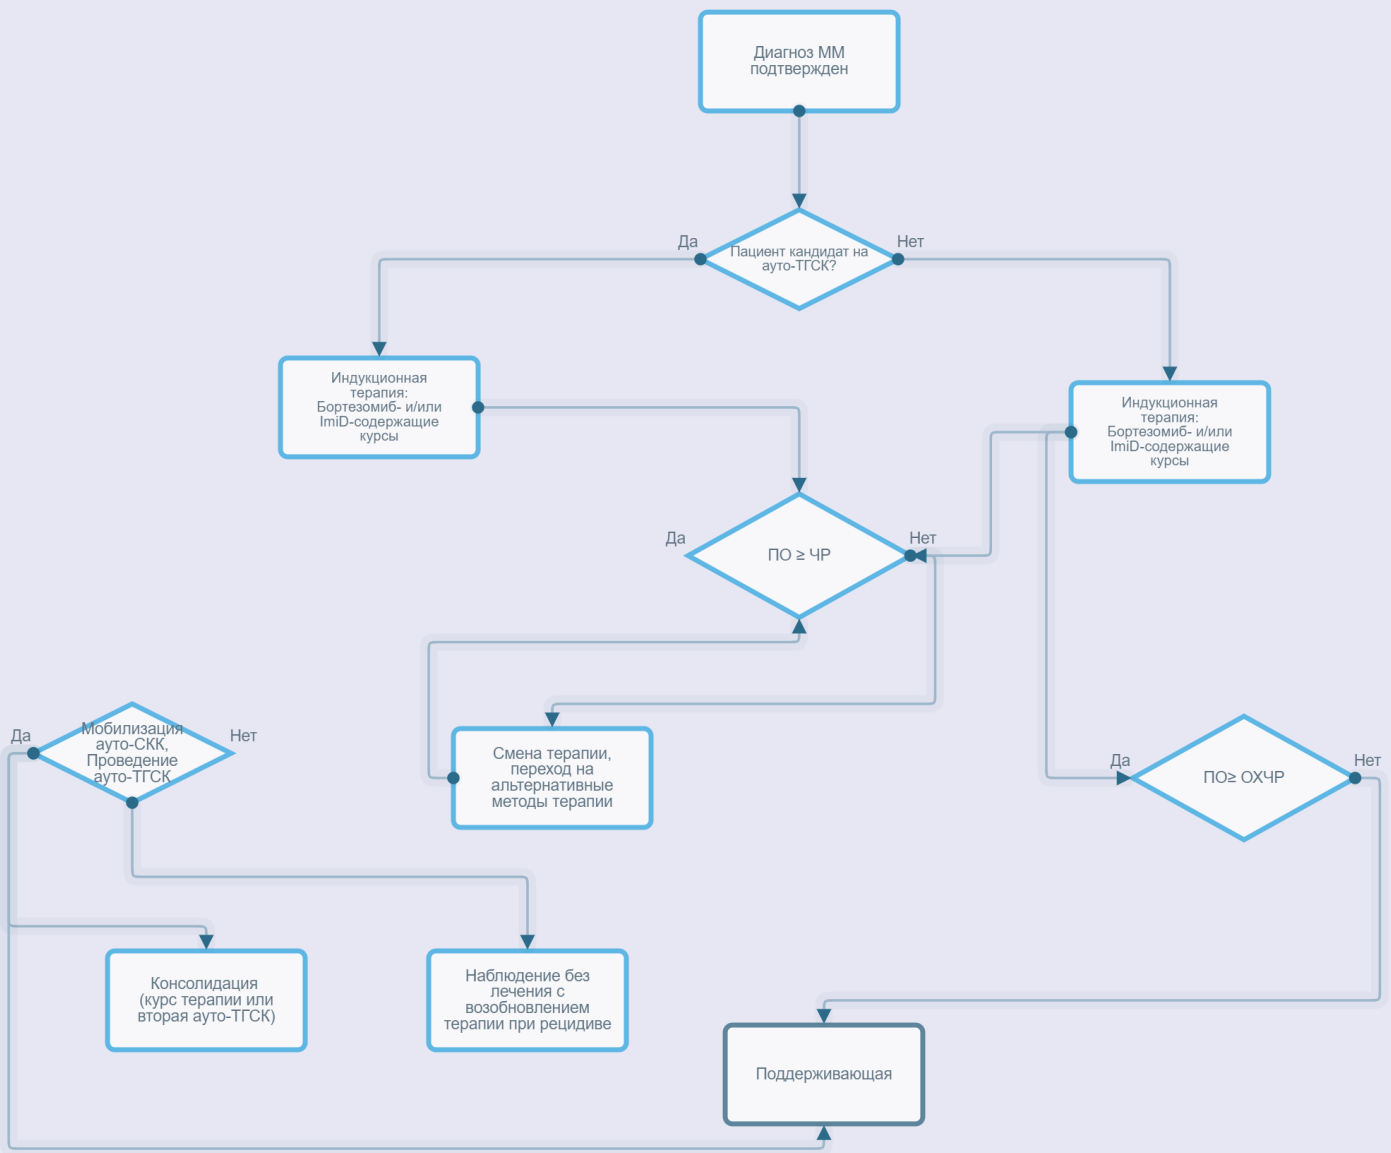 Диагноз ММ
подтвержден
Да
Нет
Пациент кандидат на
ауто-ТГСК?
Индукционная
терапия:
Бортезомиб- и/или
ImiD-содержащие
курсы
Индукционная
терапия:
Бортезомиб- и/или
ImiD-содержащие
курсы
Да
Нет
ПО ≥ ЧР
Да
Мобилизация
ауто-СКК,
Проведение
ауто-ТГСК
Нет
Смена терапии,
переход на
альтернативные
методы терапии
Да
ПО≥ ОХЧР
Нет
Консолидация
(курс терапии или
вторая ауто-ТГСК)
Наблюдение без
лечения с
возобновлением
терапии при рецидиве
Поддерживающая